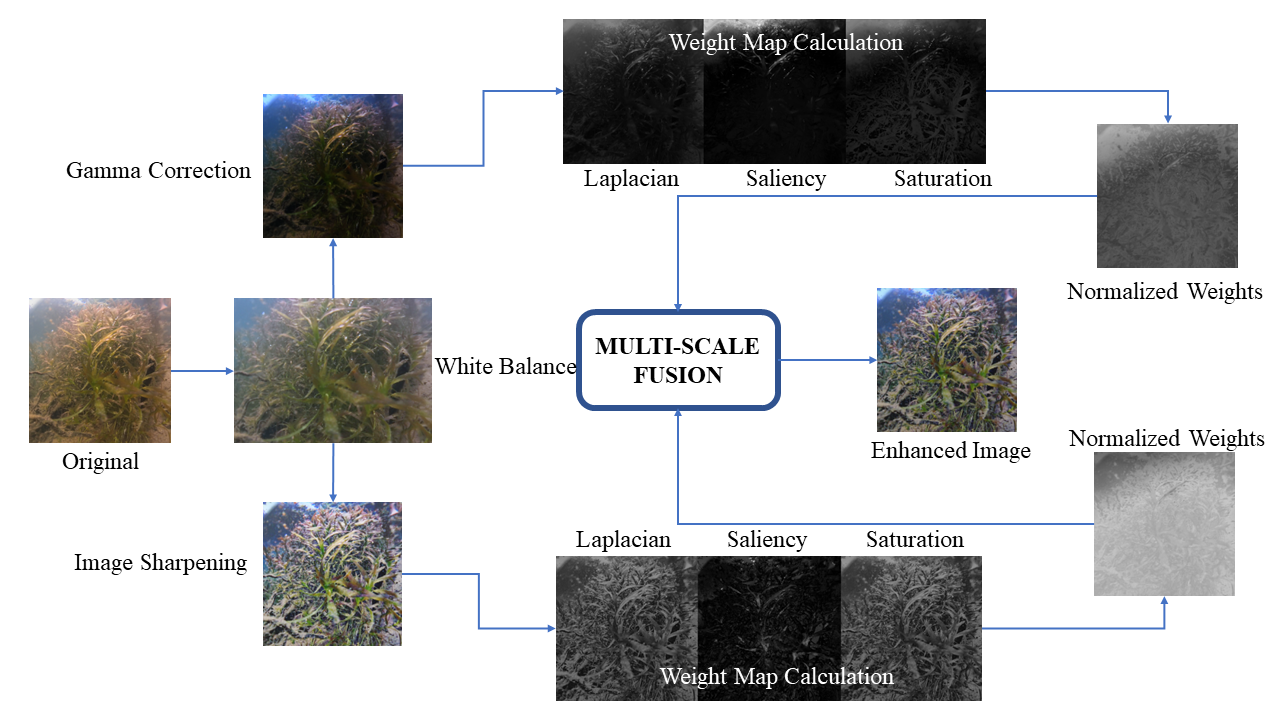 Weight Map Calculation
Gamma Correction
Laplacian Saliency Saturation
Normalized Weights
MULTI-SCALE
FUSION
White Balance
Original
Enhanced Image
Normalized Weights
Image Sharpening
Laplacian Saliency Saturation
Weight Map Calculation